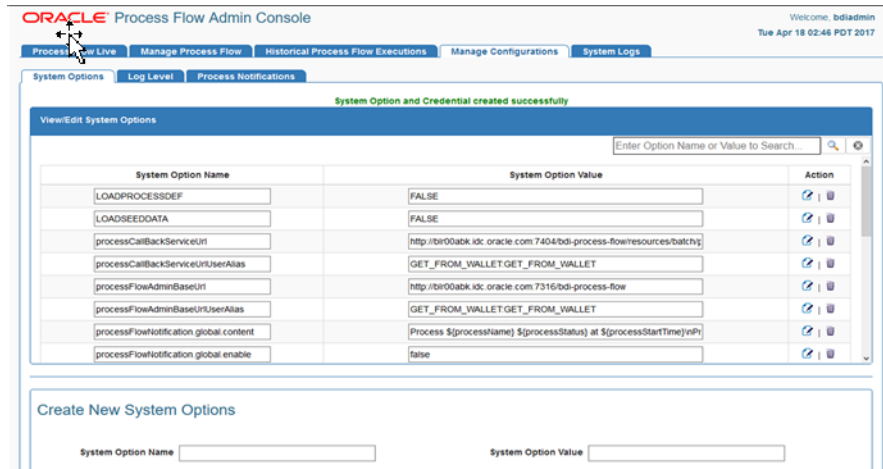 ORACLE Process Flow Admin Console
Welcome, bdiadmin
Tue Apr 18 02:46 PDT 2017
Process Flow Live Manage Process Flow Historical Process Flow Executions Manage Configurations System Logs
System Options Log Level Process Notifications
System Option and Credential created successfully
View/Edit System Options
Enter Option Name or Value to Search...
System Option Name System Option Value Action
LOADPROCESSDEF FALSE
LOADSEEDDATA FALSE
processCallBackServiceUrl http://blr00abk.idc.oracle.com:7404/bdi-process-flow/resources/batch/p
processCallBackServiceUrlUserAlias GET_FROM_WALLET:GET_FROM_WALLET
processFlowAdminBaseUrl http://blr00abk.idc.oracle.com:7316/bdi-process-flow
processFlowAdminBaseUrlUserAlias GET_FROM_WALLET:GET_FROM_WALLET
processFlowNotification.global.content Process ${processName} ${processStatus} at ${processStartTime}\nPr
processFlowNotification.global.enable false
Create New System Options
System Option Name System Option Value